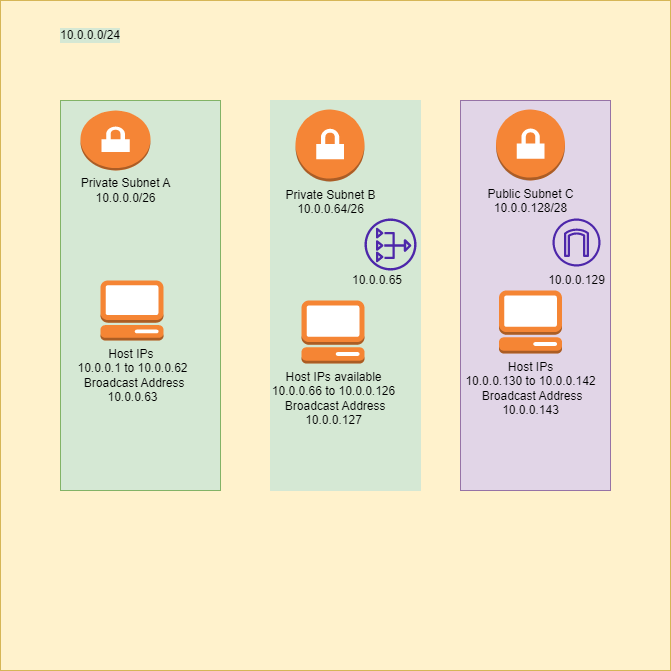 10.0.0.0/24
Private Subnet A
10.0.0.0/26
Host IPs
10.0.0.1 to 10.0.0.62
Broadcast Address
10.0.0.63
Private Subnet B
10.0.0.64/26
10.0.0.65
Host IPs available
10.0.0.66 to 10.0.0.126
Broadcast Address
10.0.0.127
Public Subnet C
10.0.0.128/28
10.0.0.129
Host IPs
10.0.0.130 to 10.0.0.142
Broadcast Address
10.0.0.143